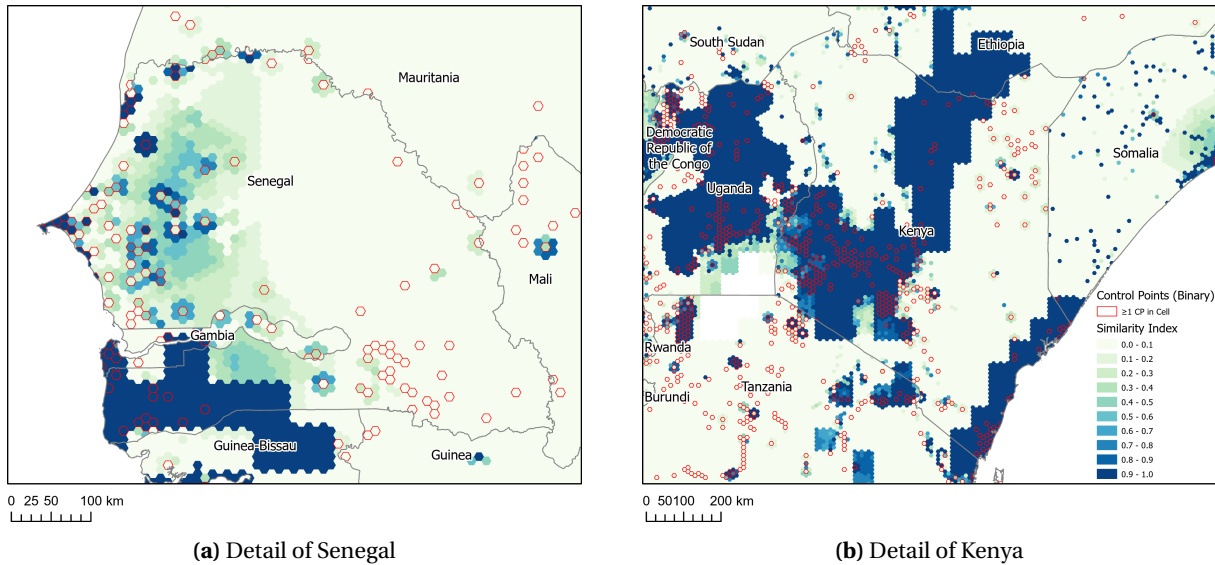 Mauritania
Senegal
Mali
Gambia
Guinea-Bissau
Guinea
0 25 50 100 km
(a) Detail of Senegal
South Sudan
Ethiopia
Democratic
Republic of
the Congo
Somalia
Uganda
Kenya
Rwanda
Burundi
Tanzania
Control Points (Binary)
≥1 CP in Cell
Similarity Index
0.0 - 0.1
0.1 - 0.2
0.2 - 0.3
0.3 - 0.4
0.4 - 0.5
0.5 - 0.6
0.6 - 0.7
0.7 - 0.8
0.8 - 0.9
0.9 - 1.0
0 50 100 200 km
(b) Detail of Kenya